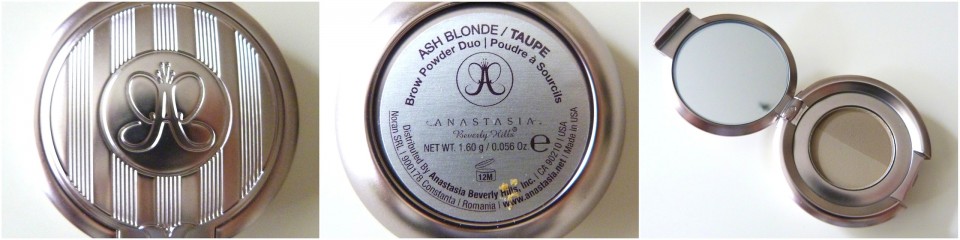 ASH BLONDE / TAUPE
Brow Powder Duo | Poudre à Sourcils
ANASTASIA
Beverly Hills®
NET WT. 1.60 g / 0.056 Oz. e
12M
Distributed By Anastasia Beverly Hills, Inc. | CA 90210 | USA
Nocan SRL | 900178 Constanta | Romania | www.anastasia.net | Made in USA